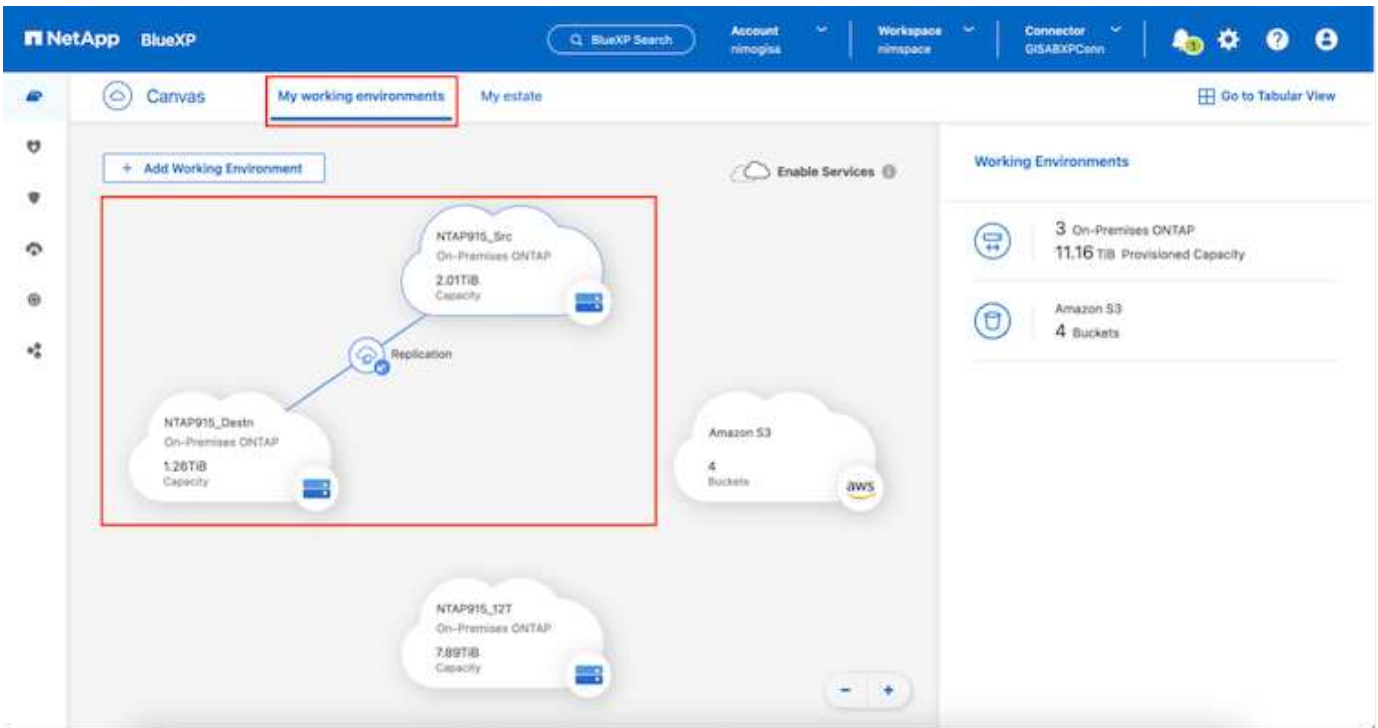 NetApp BlueXP
BlueXP Search
Account
nimogisa
Workspace
nimspace
Connector
GISABXPConn
1
Canvas
My working environments
My estate
Go to Tabular View
+ Add Working Environment
Enable Services
NTAP915_Src
On-Premises ONTAP
2.01TiB
Capacity
Replication
NTAP915_Destn
On-Premises ONTAP
1.26TiB
Capacity
Amazon S3
4
Buckets
aws
NTAP915_12T
On-Premises ONTAP
7.89TiB
Capacity
- +
Working Environments
3 On-Premises ONTAP
11.16 TiB Provisioned Capacity
Amazon S3
4 Buckets